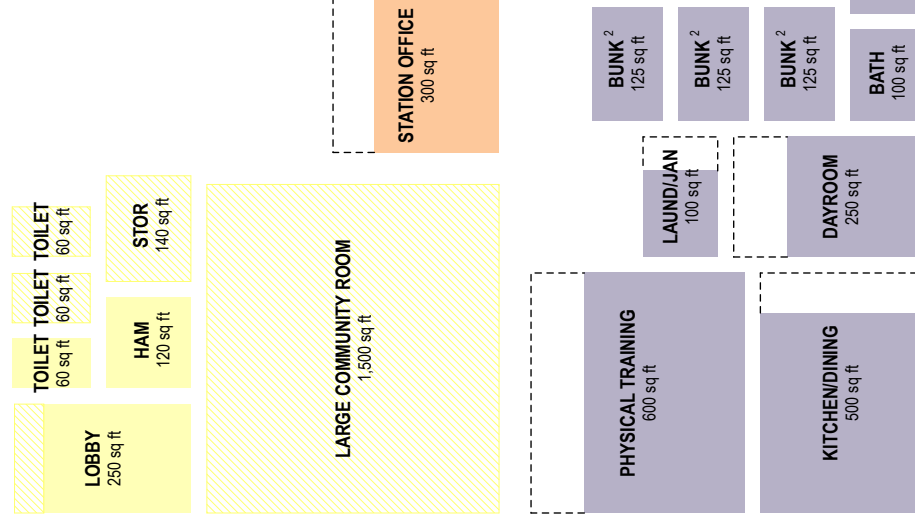 TOILET
60 sq ft
TOILET
60 sq ft
TOILET
60 sq ft
LOBBY
250 sq ft
HAM
120 sq ft
STOR
140 sq ft
LARGE COMMUNITY ROOM
1,500 sq ft
STATION OFFICE
300 sq ft
PHYSICAL TRAINING
600 sq ft
LAUND/JAN
100 sq ft
BUNK 2
125 sq ft
BUNK 2
125 sq ft
BUNK 2
125 sq ft
KITCHEN/DINING
500 sq ft
DAYROOM
250 sq ft
BATH
100 sq ft